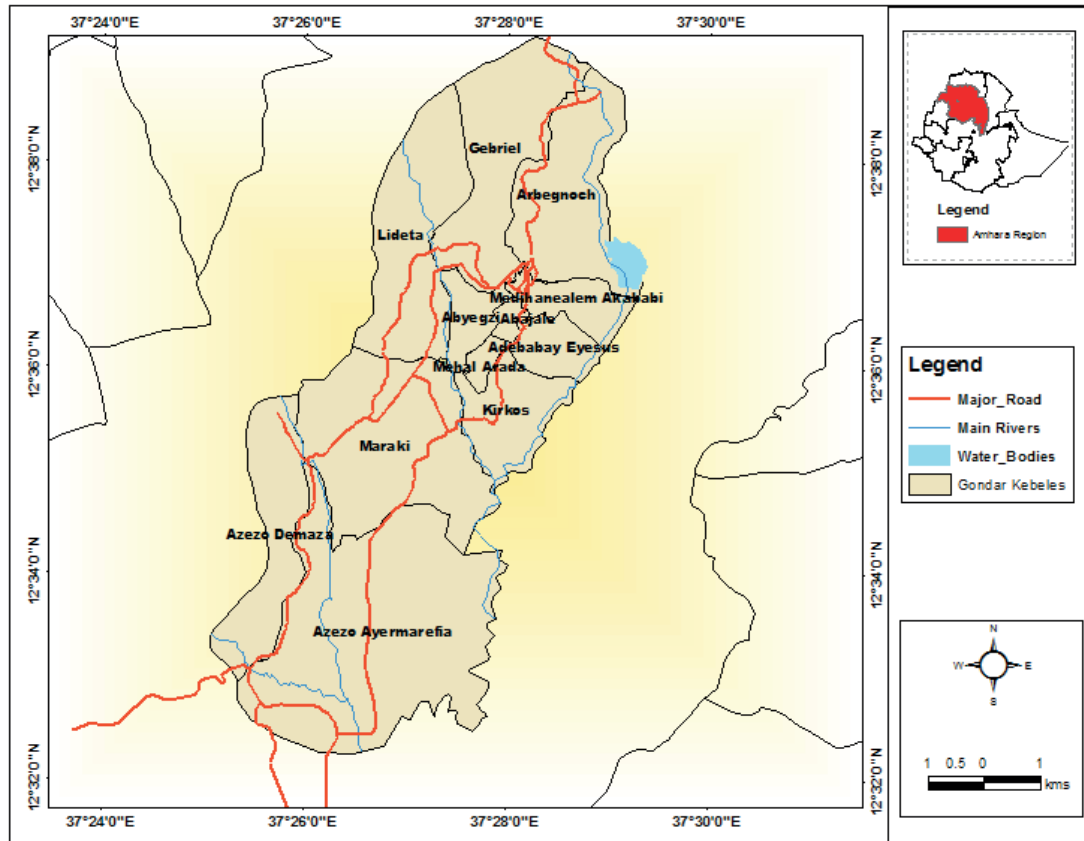 37°24'0"E 37°26'0"E 37°28'0"E 37°30'0"E
12°38'0"N
12°36'0"N
12°34'0"N
12°32'0"N
Gebriel
Arbegnoch
Lideta
Medihanealem Akababi
Abyegzi
Abajale
Adebabay Eyesus
Mehal Arada
Kirkos
Maraki
Azezo Demaza
Azezo Ayermarefia
12°38'0"N
12°36'0"N
12°34'0"N
12°32'0"N
37°24'0"E 37°26'0"E 37°28'0"E 37°30'0"E
Legend
Amhara Region
Legend
Major_Road
Main Rivers
Water_Bodies
Gondar Kebeles
N
W E
S
1 0.5 0 1
kms